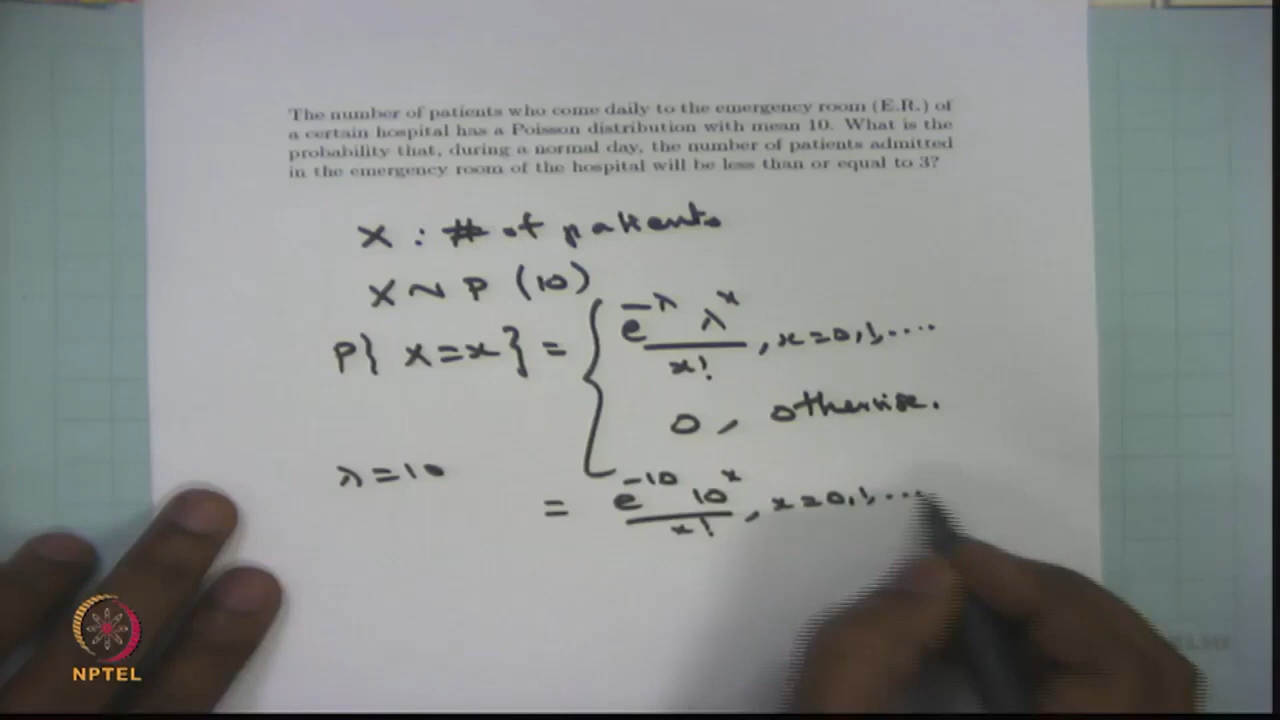 The number of patients who come daily to the emergency room (E.R.) of
a certain hospital has a Poisson distribution with mean 10. What is the
probability that, during a normal day, the number of patients admitted
in the emergency room of the hospital will be less than or equal to 3?
X : # of patients
X ~ P (10)
P{ X=x} = { e^-λ λ^x / x! , x=0,1,....
0, otherwise.
λ=10
= e^-10 10^x / x! , x=0,1,....
NPTEL